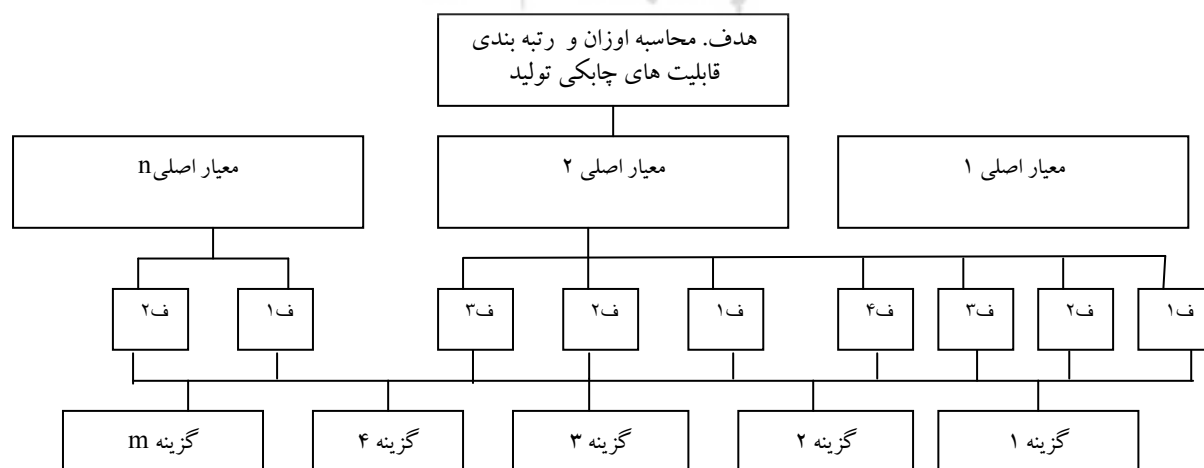 هدف. محاسبه اوزان و رتبه بندی
قابلیت های چابکی تولید
معیار اصلی ۱
معیار اصلی ۲
معیار اصلی n
ف۱
ف۲
ف۳
ف۴
ف۱
ف۲
ف۳
ف۱
ف۲
گزینه ۱
گزینه ۲
گزینه ۳
گزینه ۴
گزینه m